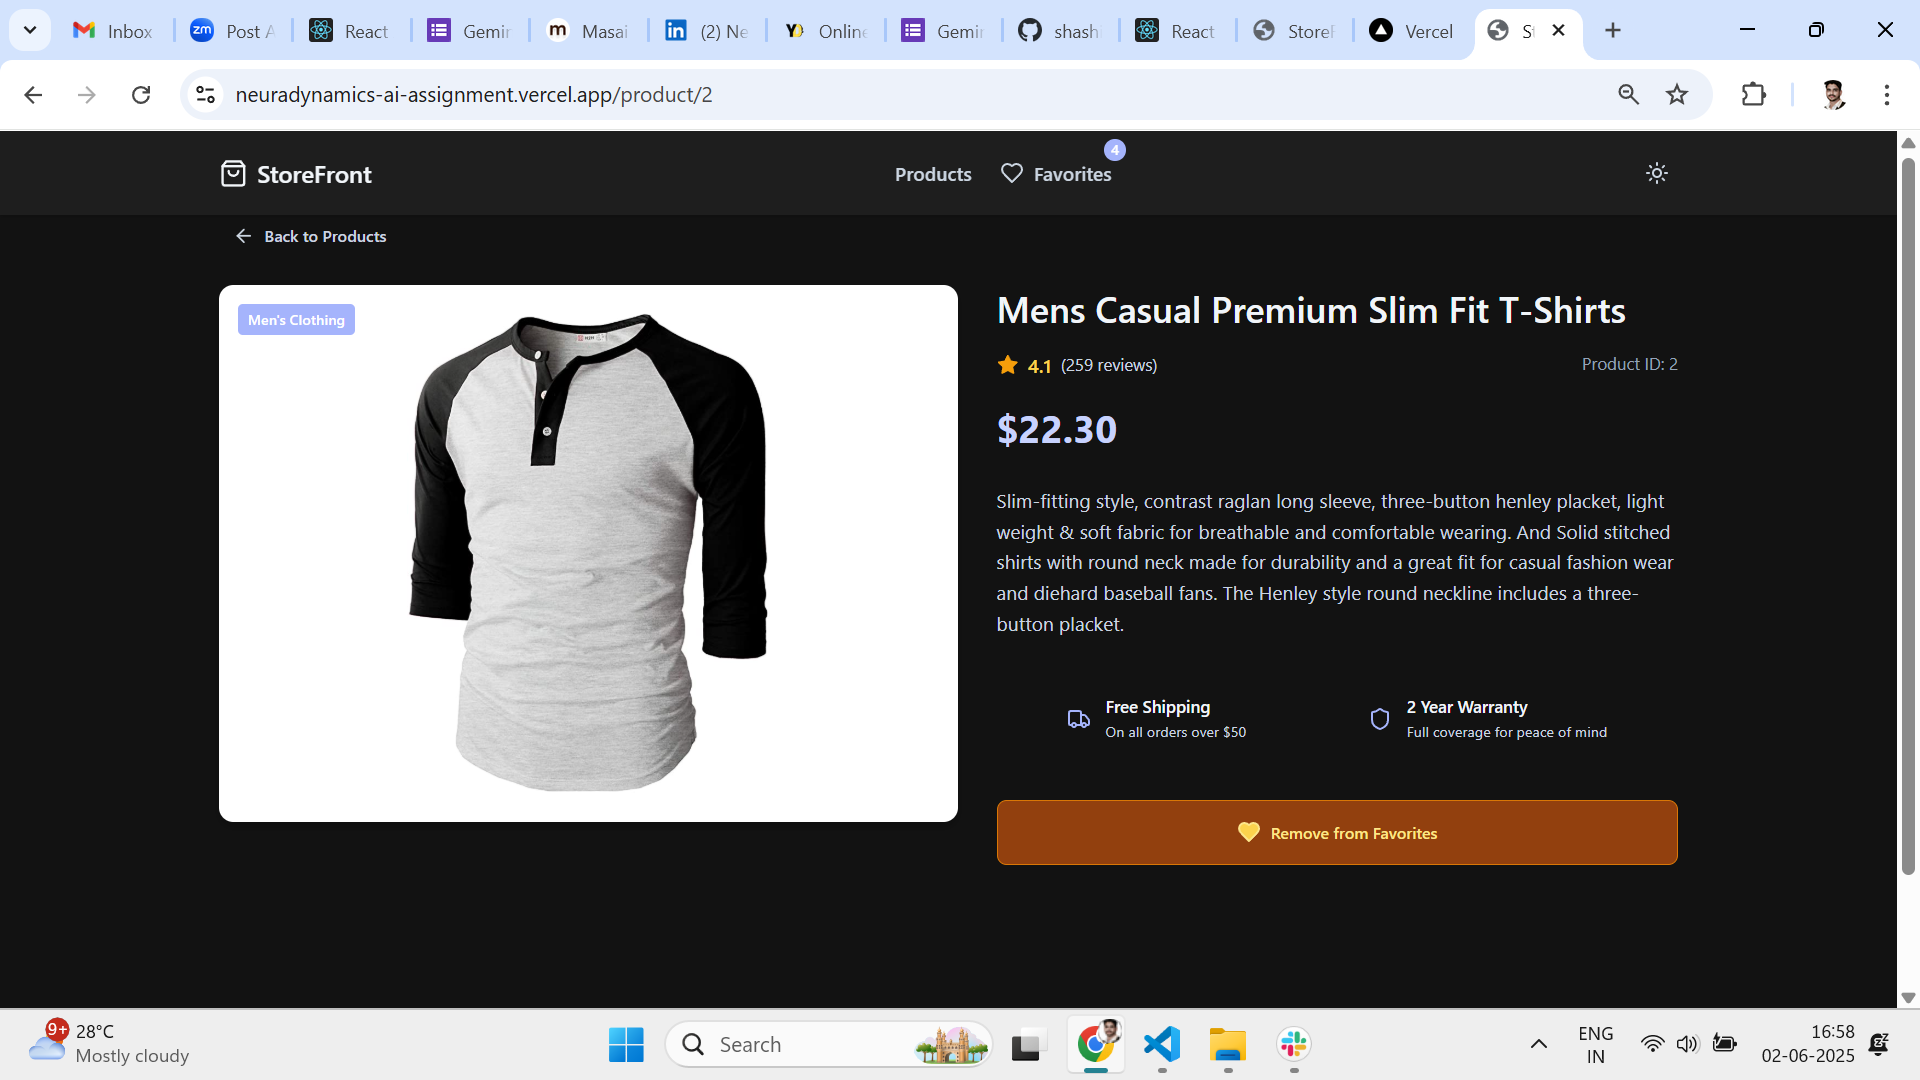 Inbox
zm
Post A
React
Gemin
m
Masai
in
(2) Ne
Online
Gemin
shashi
React
StoreF
Vercel
St
neuradynamics-ai-assignment.vercel.app/product/2
StoreFront
Products
Favorites
4
Back to Products
Men's Clothing
Mens Casual Premium Slim Fit T-Shirts
4.1 (259 reviews)
Product ID: 2
$22.30
Slim-fitting style, contrast raglan long sleeve, three-button henley placket, light
weight & soft fabric for breathable and comfortable wearing. And Solid stitched
shirts with round neck made for durability and a great fit for casual fashion wear
and diehard baseball fans. The Henley style round neckline includes a three-
button placket.
Free Shipping
On all orders over $50
2 Year Warranty
Full coverage for peace of mind
Remove from Favorites
9+
28°C
Mostly cloudy
Search
ENG
IN
16:58
02-06-2025